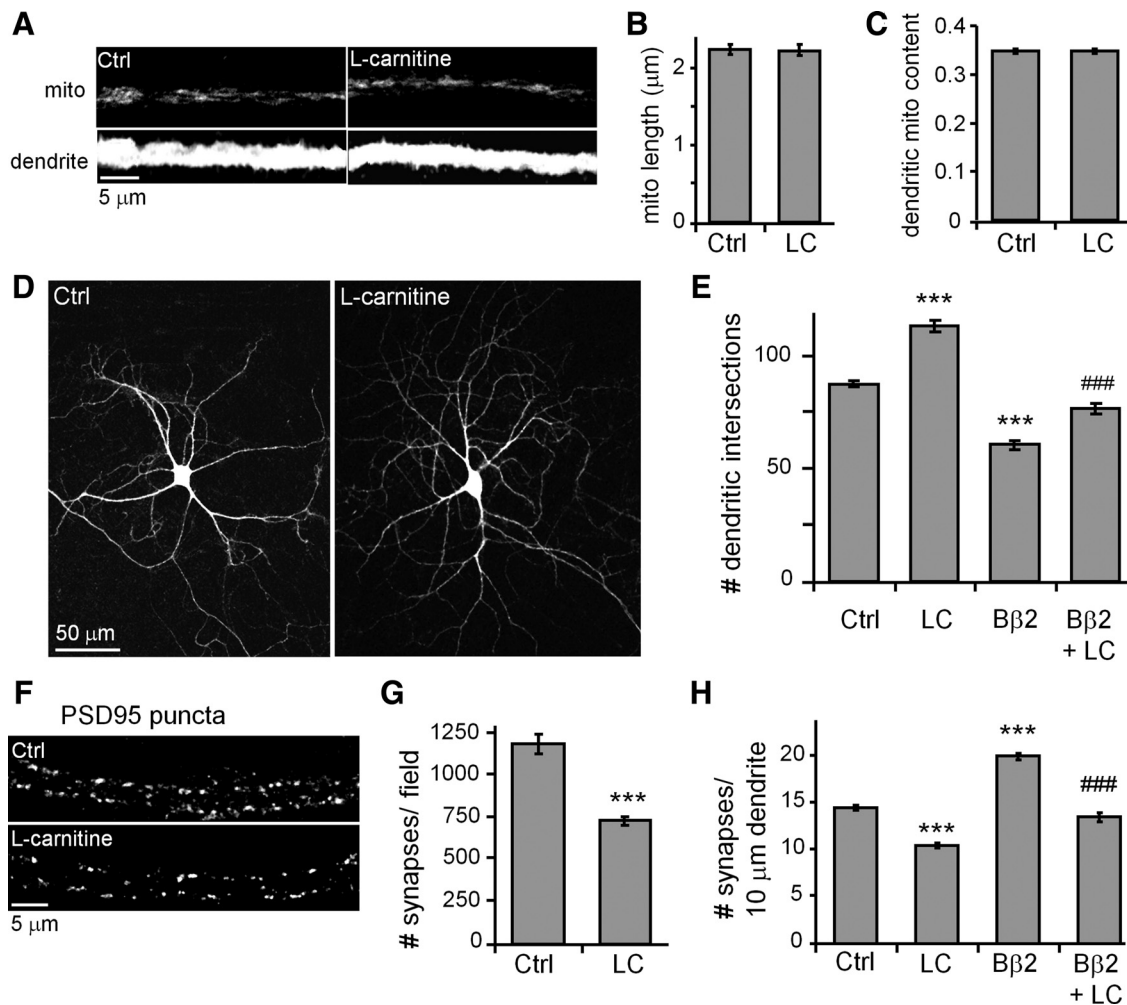 A
Ctrl
L-carnitine
mito
dendrite
5 μm
B
mito length (μm)
2
1
0
Ctrl
LC
C
dendritic mito content
0.4
0.3
0.2
0.1
0
Ctrl
LC
D
Ctrl
L-carnitine
50 μm
E
# dendritic intersections
100
50
0
***
***
###
Ctrl
LC
Bβ2
Bβ2
+ LC
F
PSD95 puncta
Ctrl
L-carnitine
5 μm
G
# synapses/ field
1250
1000
750
500
250
0
***
Ctrl
LC
H
# synapses/
10 μm dendrite
20
15
10
5
0
***
***
###
Ctrl
LC
Bβ2
Bβ2
+ LC